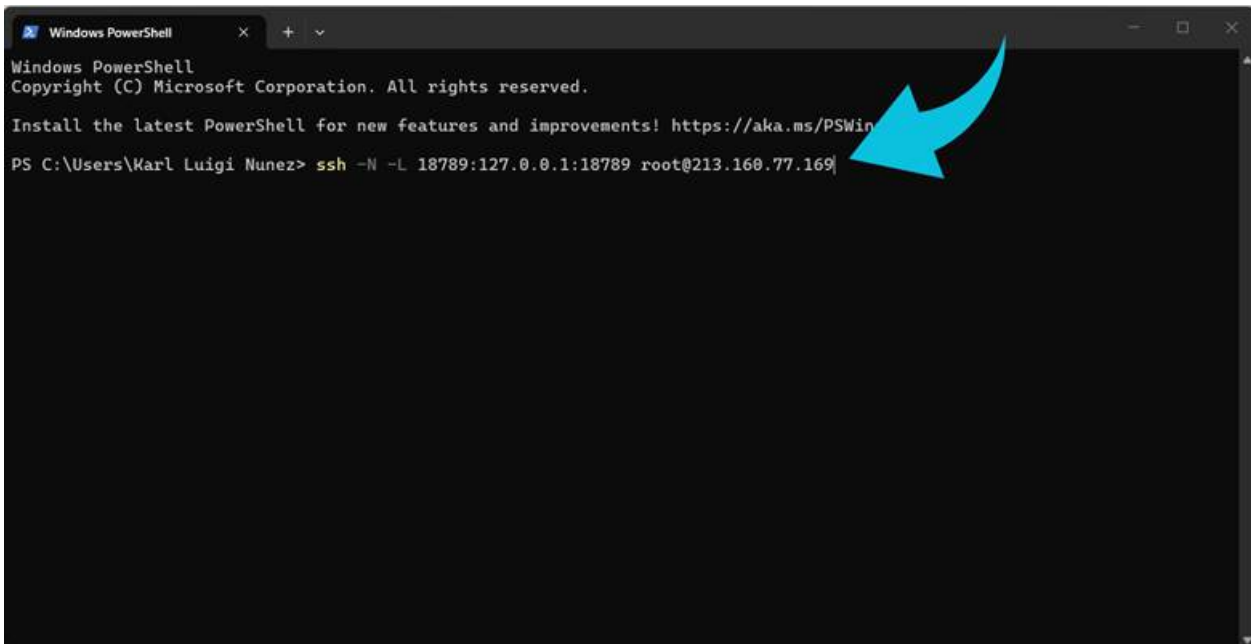 Windows PowerShell
Windows PowerShell
Copyright (C) Microsoft Corporation. All rights reserved.
Install the latest PowerShell for new features and improvements! https://aka.ms/PSWin
PS C:\Users\Karl Luigi Nunez> ssh -N -L 18789:127.0.0.1:18789 root@213.160.77.169